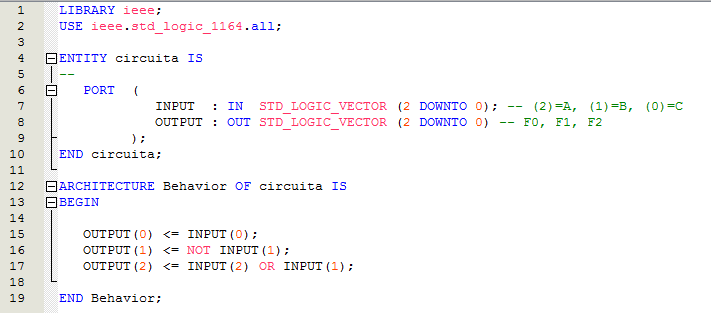 1 LIBRARY ieee;
2 USE ieee.std_logic_1164.all;
3
4 ENTITY circuita IS
5 --
6 PORT (
7 INPUT : IN STD_LOGIC_VECTOR (2 DOWNTO 0); -- (2)=A, (1)=B, (0)=C
8 OUTPUT : OUT STD_LOGIC_VECTOR (2 DOWNTO 0) -- F0, F1, F2
9 );
10 END circuita;
11
12 ARCHITECTURE Behavior OF circuita IS
13 BEGIN
14
15 OUTPUT(0) <= INPUT(0);
16 OUTPUT(1) <= NOT INPUT(1);
17 OUTPUT(2) <= INPUT(2) OR INPUT(1);
18
19 END Behavior;